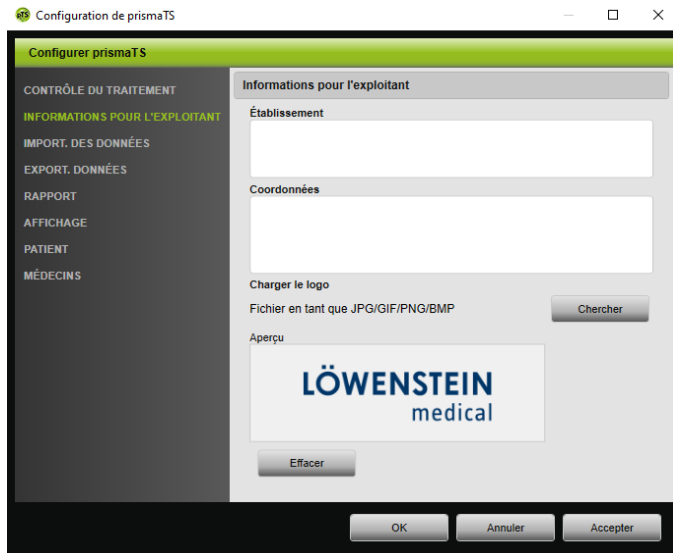 pTS Configuration de prismaTS
Configurer prismaTS
CONTRÔLE DU TRAITEMENT
INFORMATIONS POUR L'EXPLOITANT
IMPORT. DES DONNÉES
EXPORT. DONNÉES
RAPPORT
AFFICHAGE
PATIENT
MÉDECINS
Informations pour l'exploitant
Établissement
Coordonnées
Charger le logo
Fichier en tant que JPG/GIF/PNG/BMP
Chercher
Aperçu
LÖWENSTEIN
medical
Effacer
OK
Annuler
Accepter